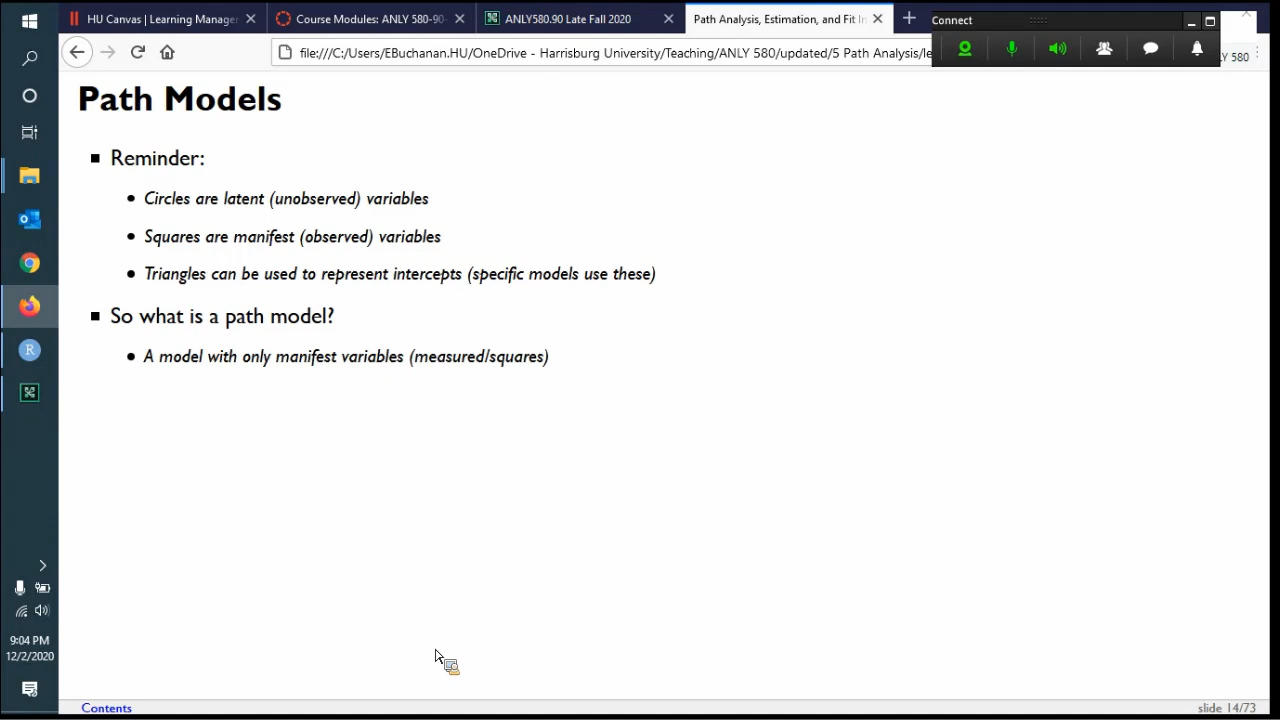 HU Canvas | Learning Manage
Course Modules: ANLY 580-90-
ANLY580.90 Late Fall 2020
Path Analysis, Estimation, and Fit In
Connect
file:///C:/Users/EBuchanan.HU/OneDrive - Harrisburg University/Teaching/ANLY 580/updated/5 Path Analysis/le
LY 580
Path Models
Reminder:
Circles are latent (unobserved) variables
Squares are manifest (observed) variables
Triangles can be used to represent intercepts (specific models use these)
So what is a path model?
A model with only manifest variables (measured/squares)
9:04 PM
12/2/2020
Contents
slide 14/73